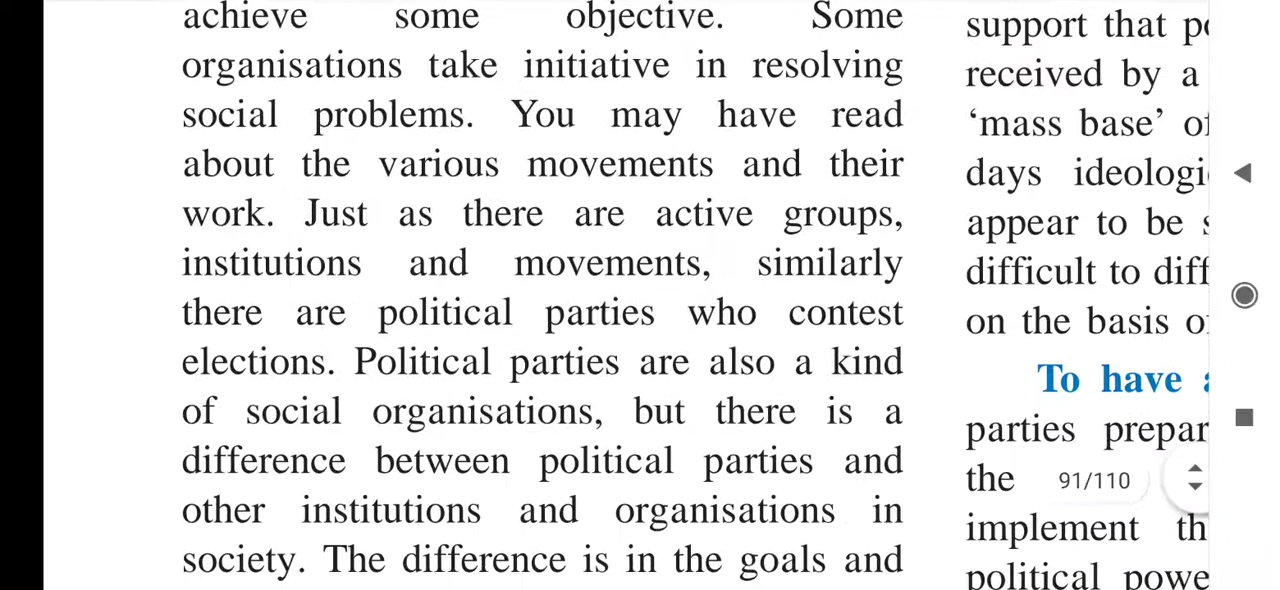 achieve some objective. Some
organisations take initiative in resolving
social problems. You may have read
about the various movements and their
work. Just as there are active groups,
institutions and movements, similarly
there are political parties who contest
elections. Political parties are also a kind
of social organisations, but there is a
difference between political parties and
other institutions and organisations in
society. The difference is in the goals and
support that
received by a
‘mass base’
days
appear to be
difficult to
on the basis
To have
parties
the
implement
political
91/110